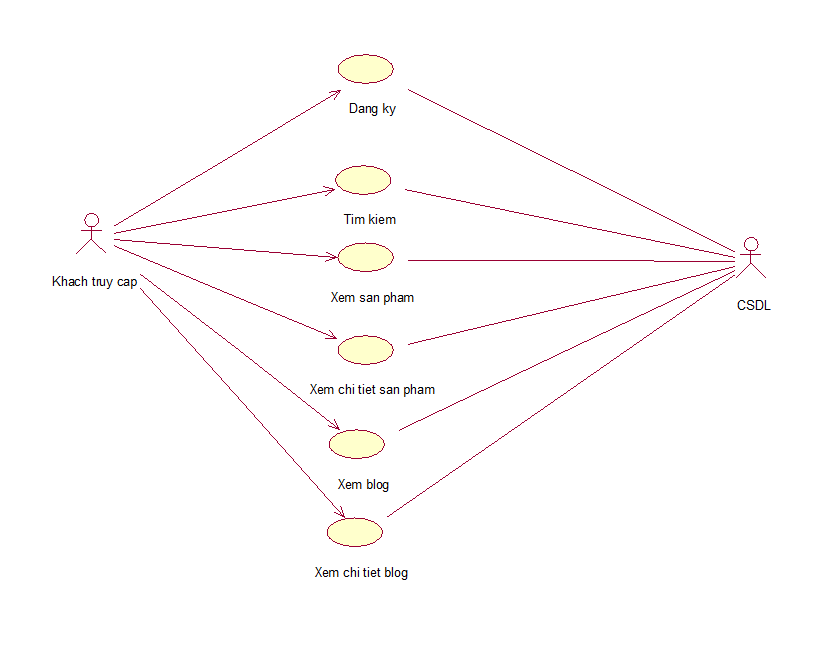 Dang ky
Tim kiem
Khach truy cap
Xem san pham
CSDL
Xem chi tiet san pham
Xem blog
Xem chi tiet blog